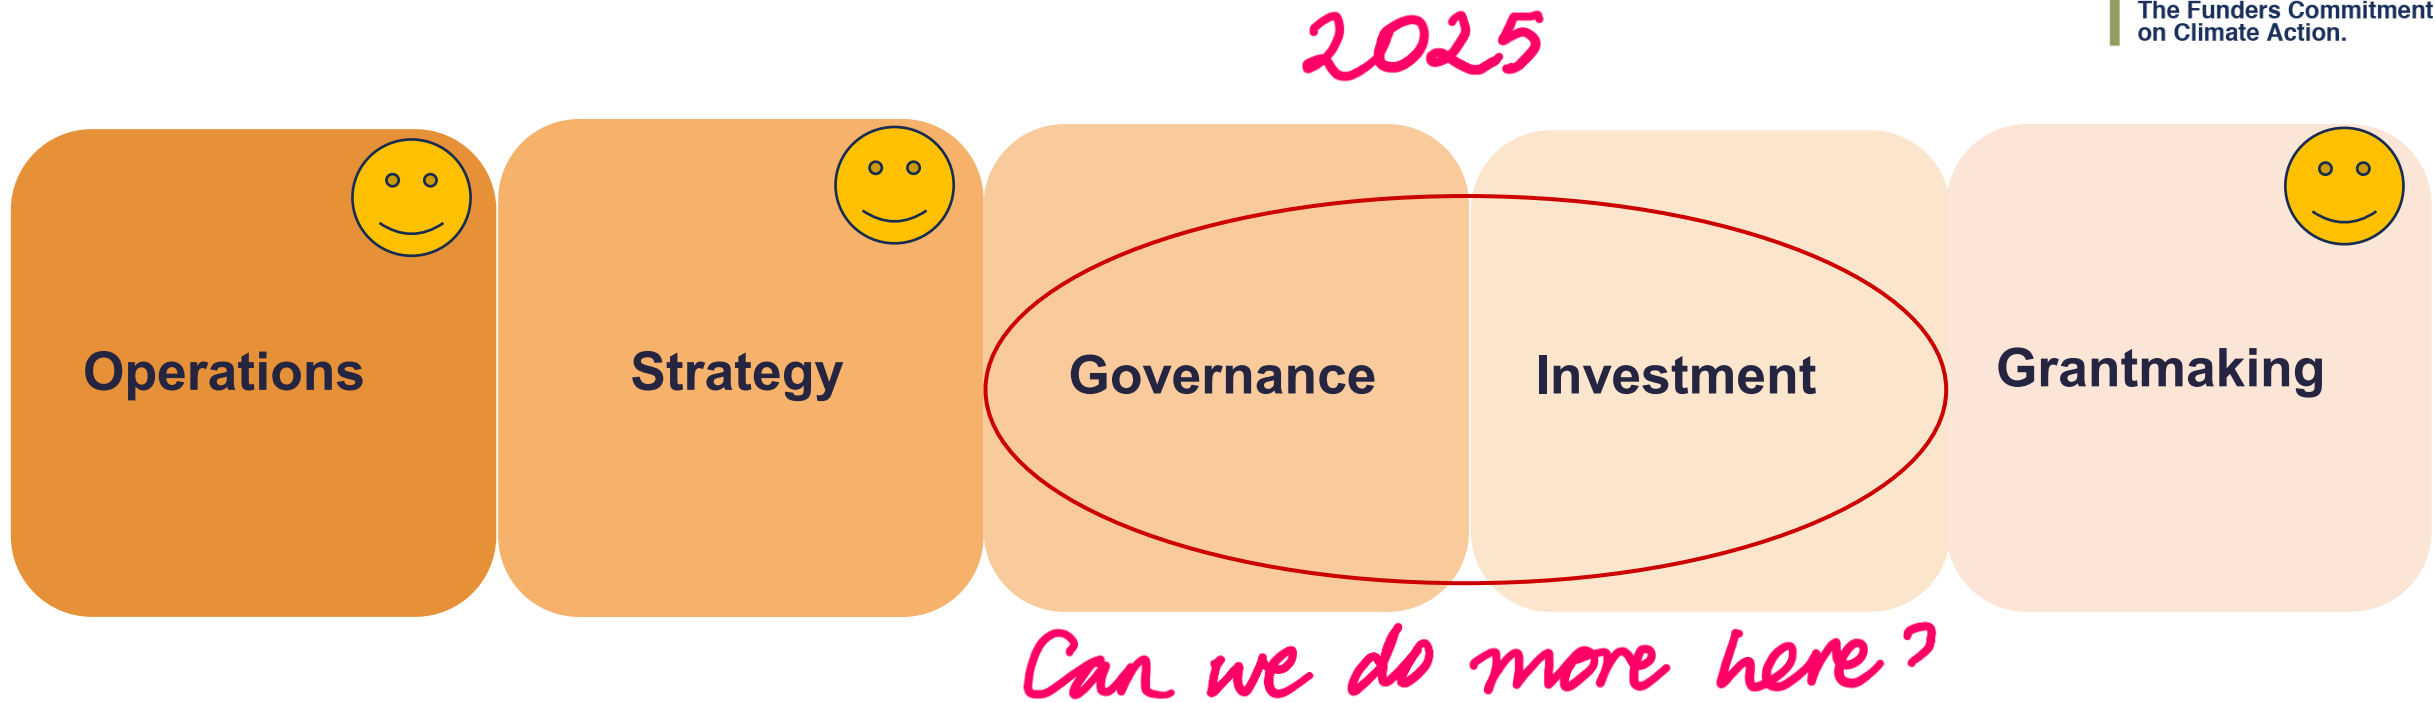 The Funders Commitment
on Climate Action.
2025
Operations
Strategy
Governance
Investment
Grantmaking
Can we do more here?